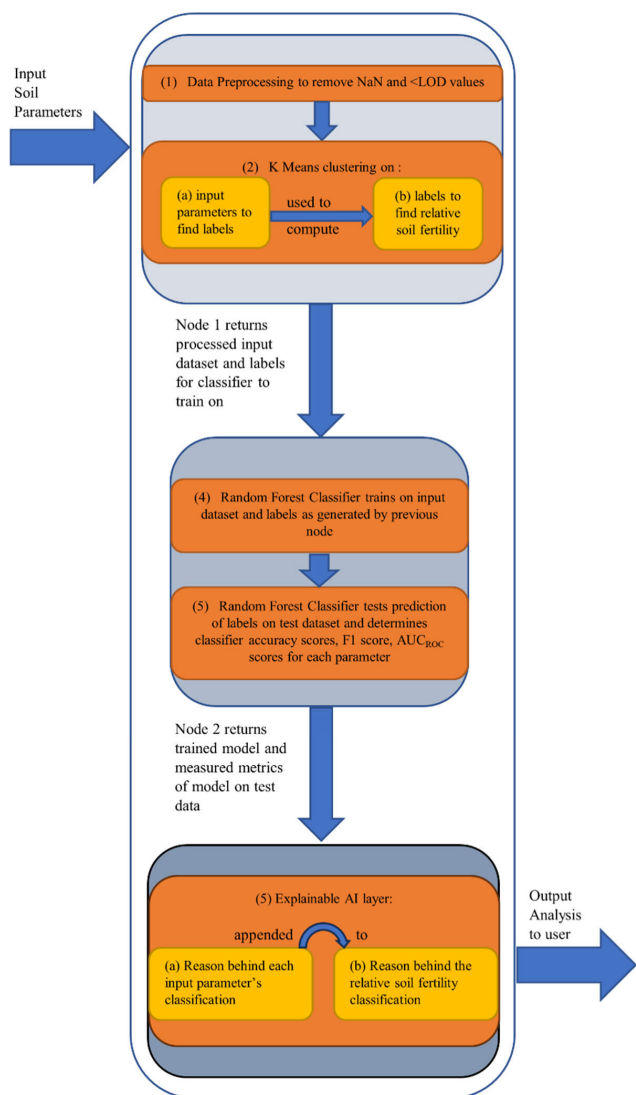 Input
Soil
Parameters
(1) Data Preprocessing to remove NaN and <LOD values
(2) K Means clustering on :
(a) input
parameters to
find labels
used to
compute
(b) labels to
find relative
soil fertility
Node 1 returns
processed input
dataset and labels
for classifier to
train on
(4) Random Forest Classifier trains on input
dataset and labels as generated by previous
node
(5) Random Forest Classifier tests prediction
of labels on test dataset and determines
classifier accuracy scores, F1 score, AUCROC
scores for each parameter
Node 2 returns
trained model and
measured metrics
of model on test
data
(5) Explainable AI layer:
appended to
(a) Reason behind each
input parameter’s
classification
(b) Reason behind the
relative soil fertility
classification
Output
Analysis
to user